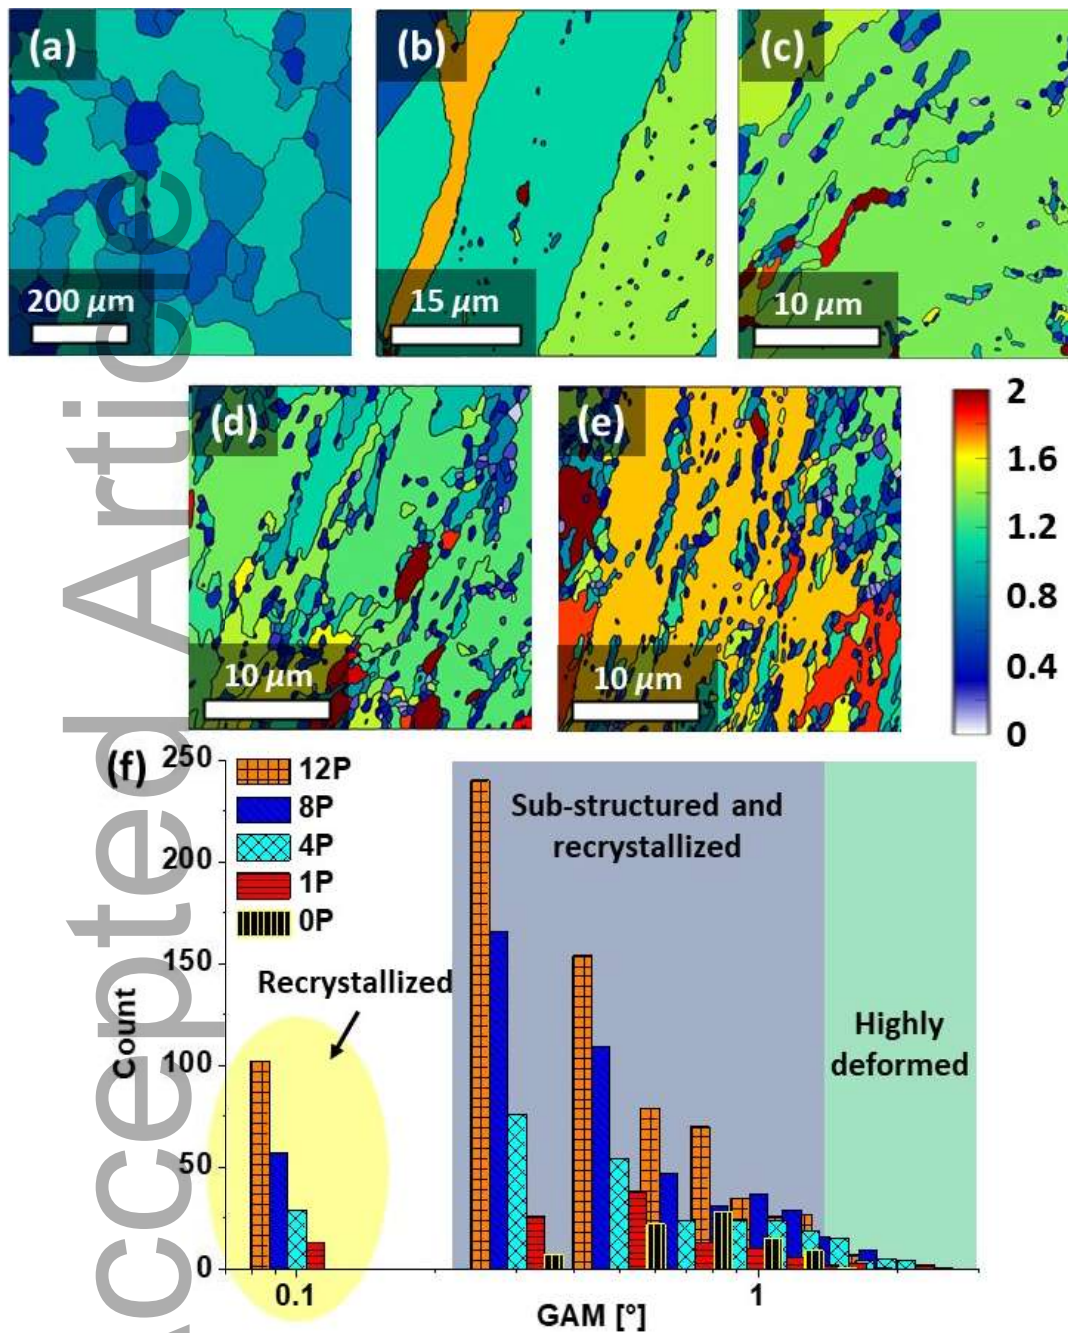 (a)
200 μm
(b)
15 μm
(c)
10 μm
(d)
10 μm
(e)
10 μm
2
1.6
1.2
0.8
0.4
0
Accepted Article
(f)
250
200
150
100
50
0
Count
12P
8P
4P
1P
0P
Recrystallized
Sub-structured and
recrystallized
Highly
deformed
0.1
1
GAM [°]